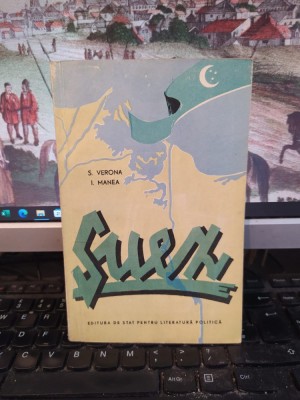 S. VERONA
I. MANEA
Suez
EDITURA DE STAT PENTRU LITERATURĂ POLITICĂ